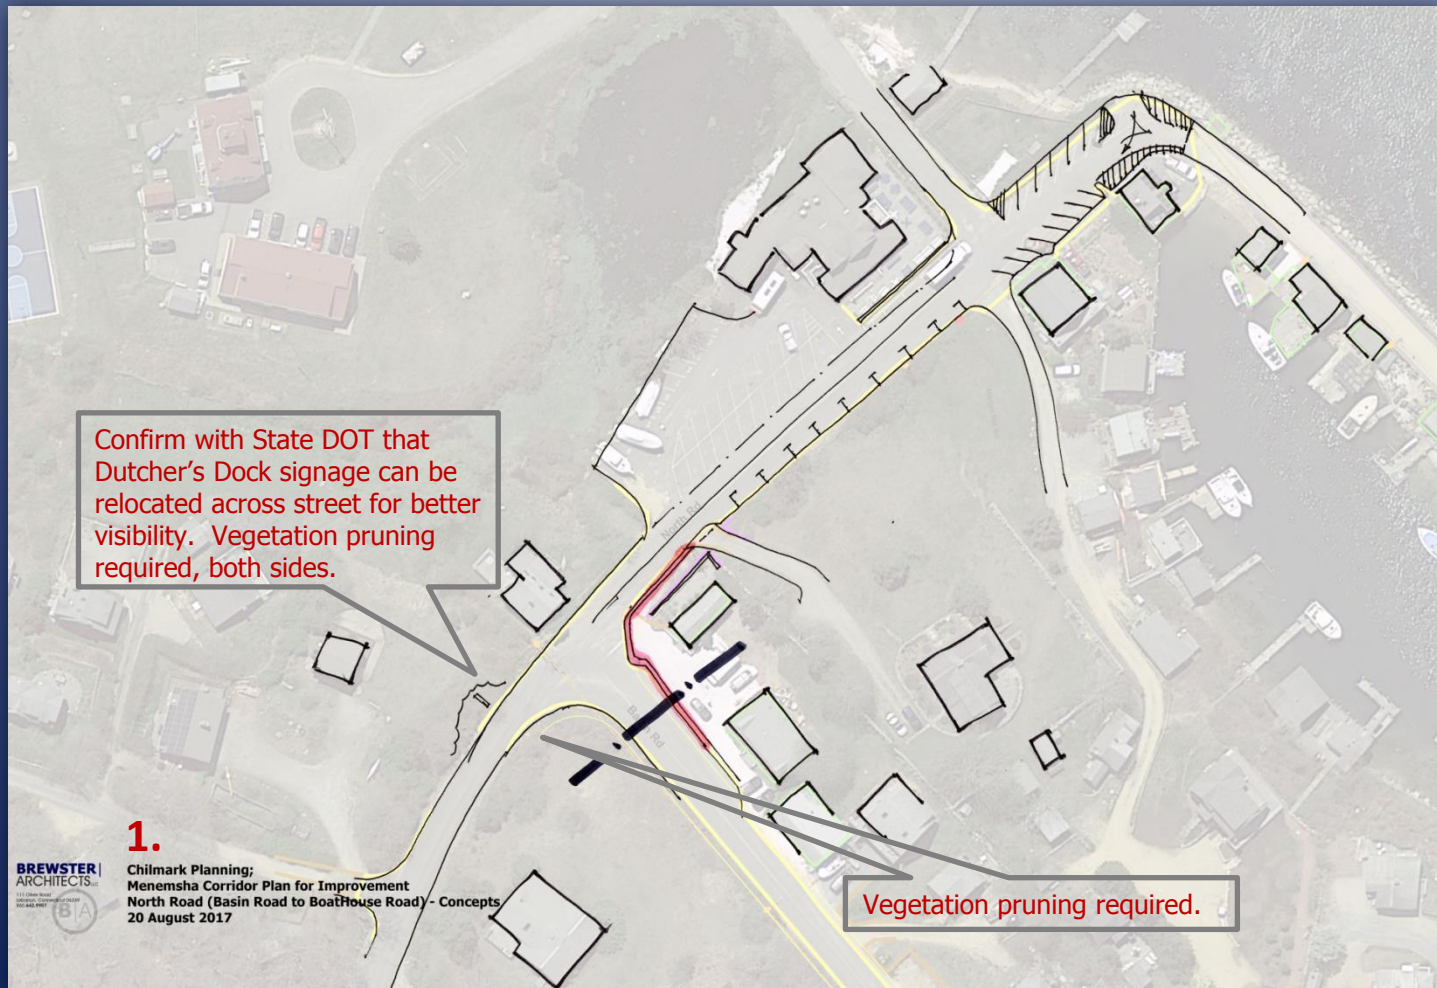 Confirm with State DOT that
Dutcher's Dock signage can be
relocated across street for better
visibility.  Vegetation pruning
required, both sides.
North Rd
Rd
Vegetation pruning required.
1.
BREWSTER|
ARCHITECTS
B|A
Chilmark Planning;
Menemsha Corridor Plan for Improvement
North Road (Basin Road to BoatHouse Road) - Concepts
20 August 2017